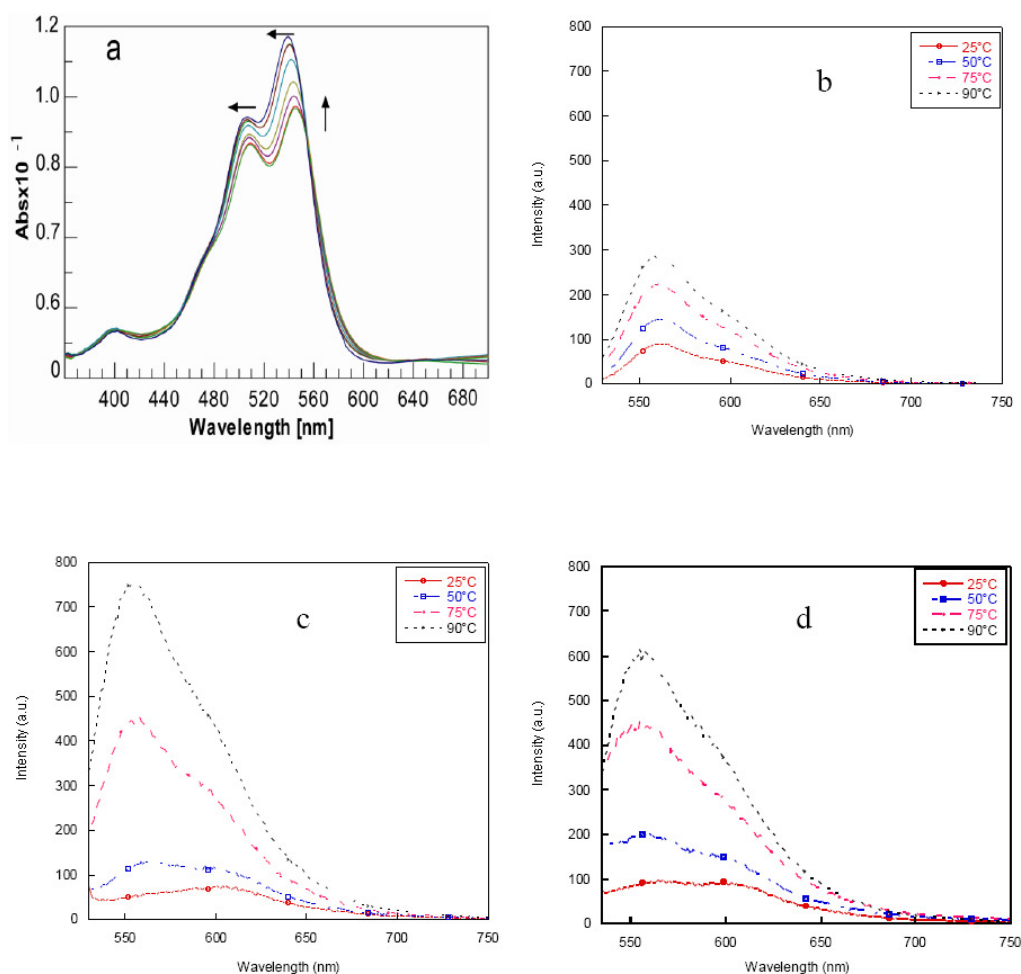 a
1.2
1.0
0.8
0.7
0.6
0
Absx10⁻¹
400 440 480 520 560 600 640 680
Wavelength [nm]
b
25°C
50°C
75°C
90°C
800
700
600
500
400
300
200
100
0
Intensity (a.u.)
550 600 650 700 750
Wavelength (nm)
c
25°C
50°C
75°C
90°C
800
700
600
500
400
300
200
100
0
Intensity (a.u.)
550 600 650 700 750
Wavelength (nm)
d
25°C
50°C
75°C
90°C
800
700
600
500
400
300
200
100
0
Intensity (a.u.)
550 600 650 700 750
Wavelength (nm)